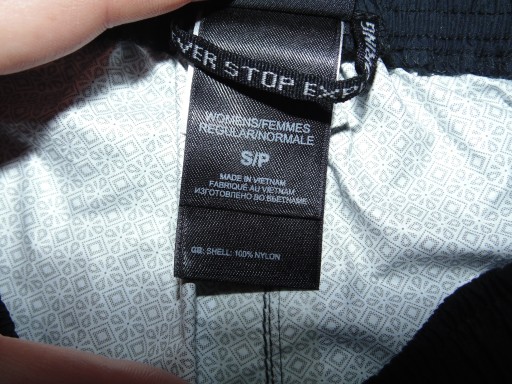 VER STOP EXP
WOMENS/FEMMES
REGULAR/NORMALE
S/P
MADE IN VIETNAM
FABRIQUÉ AU VIETNAM
ИЗГОТОВЛЕНО ВО ВЬЕТНАМЕ
GB: SHELL: 100% NYLON